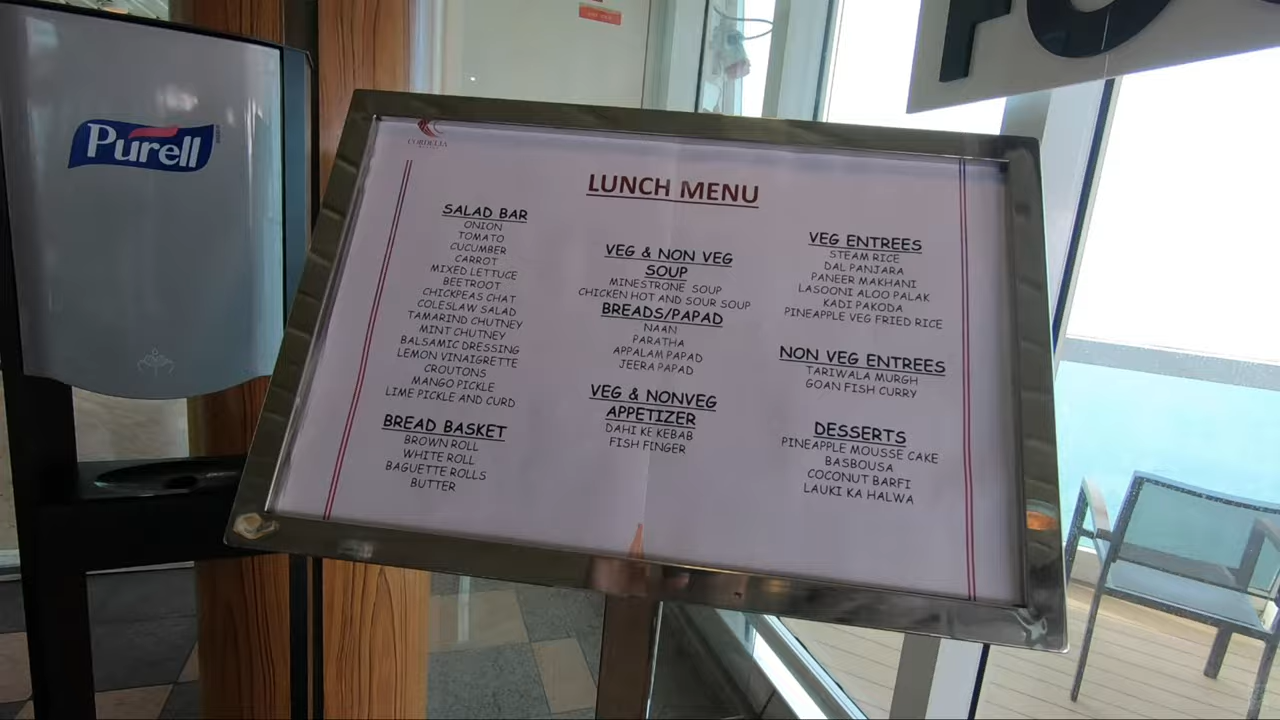 Purell
CORDELIA
LUNCH MENU
SALAD BAR
ONION
TOMATO
CUCUMBER
CARROT
MIXED LETTUCE
BEETROOT
CHICKPEAS CHAT
COLESLAW SALAD
TAMARIND CHUTNEY
MINT CHUTNEY
BALSAMIC DRESSING
LEMON VINAIGRETTE
CROUTONS
MANGO PICKLE
LIME PICKLE AND CURD
BREAD BASKET
BROWN ROLL
WHITE ROLL
BAGUETTE ROLLS
BUTTER
VEG & NON VEG
SOUP
MINESTRONE SOUP
CHICKEN HOT AND SOUR SOUP
BREADS/PAPAD
NAAN
PARATHA
APPALAM PAPAD
JEERA PAPAD
VEG & NONVEG
APPETIZER
DAHI KE KEBAB
FISH FINGER
VEG ENTREES
STEAM RICE
DAL PANJARA
PANEER MAKHANI
LASOONI ALOO PALAK
KADI PAKODA
PINEAPPLE VEG FRIED RICE
NON VEG ENTREES
TARIWALA MURGH
GOAN FISH CURRY
DESSERTS
PINEAPPLE MOUSSE CAKE
BASBOUSA
COCONUT BARFI
LAUKI KA HALWA